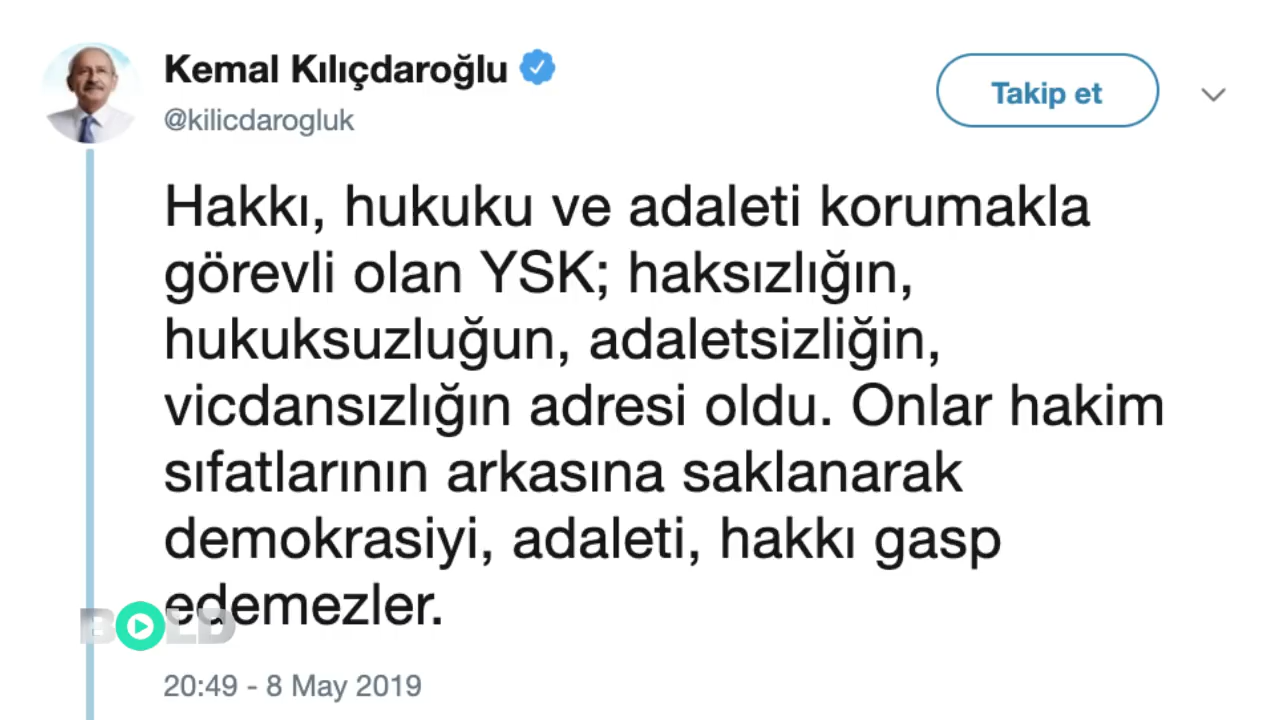 Kemal Kılıçdaroğlu
@kilicdarogluk
Takip et
Hakkı, hukuku ve adaleti korumakla
görevli olan YSK; haksızlığın,
hukuksuzluğun, adaletsizliğin,
vicdansızlığın adresi oldu. Onlar hakim
sıfatlarının arkasına saklanarak
demokrasiyi, adaleti, hakkı gasp
edemezler.
BOLD
20:49 - 8 May 2019